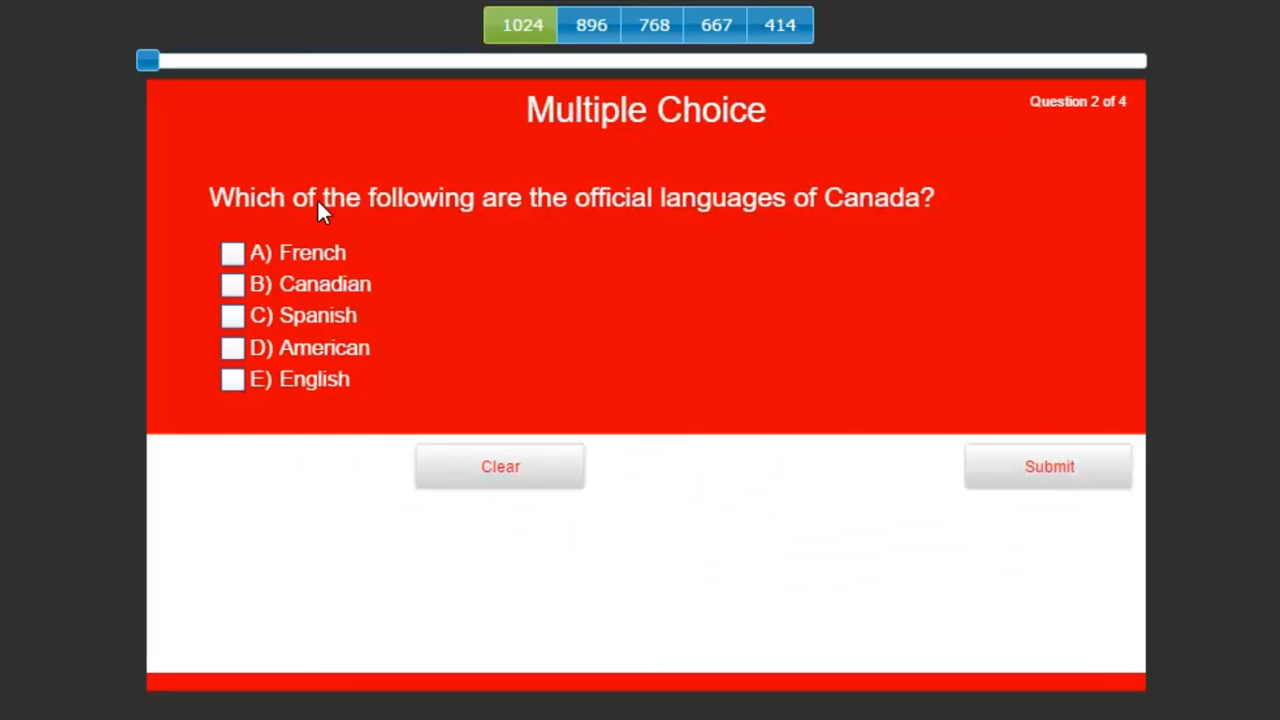 1024 896 768 667 414
Multiple Choice
Question 2 of 4
Which of the following are the official languages of Canada?
A) French
B) Canadian
C) Spanish
D) American
E) English
Clear
Submit